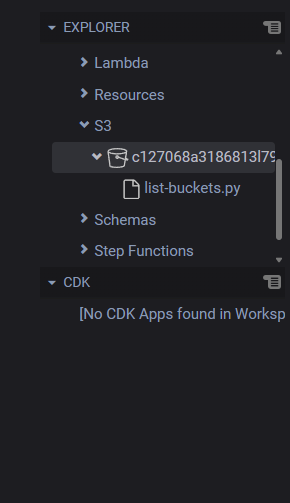 EXPLORER
Lambda
Resources
S3
c127068a3186813l79
list-buckets.py
Schemas
Step Functions
CDK
[No CDK Apps found in Worksp